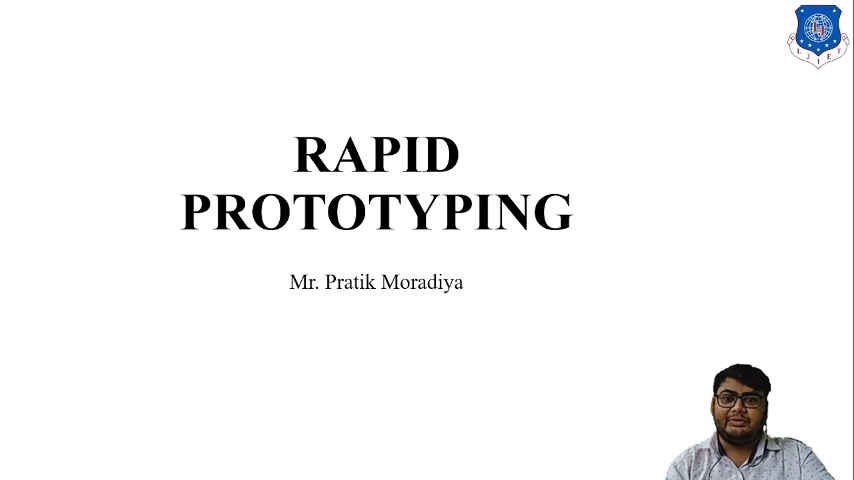 RAPID
PROTOTYPING
Mr. Pratik Moradiya
L J I E T